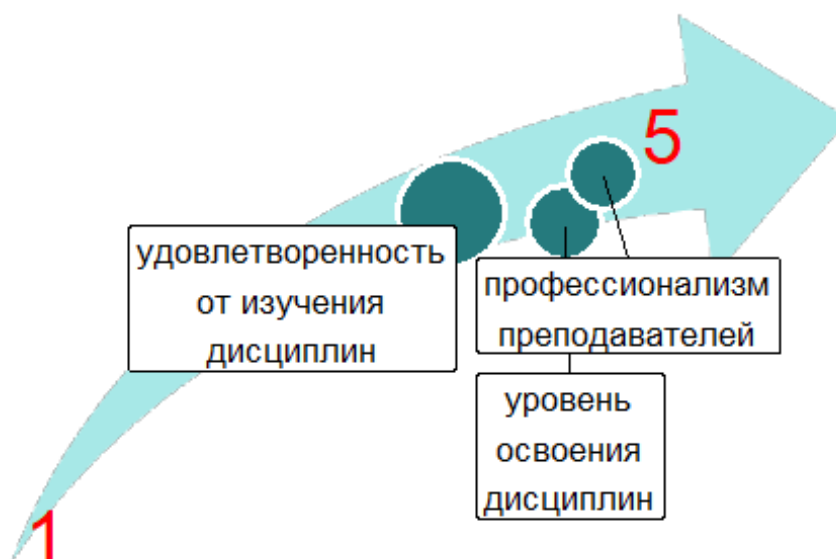 5
удовлетворенность
от изучения
дисциплин
профессионализм
преподавателей
уровень
освоения
дисциплин
1